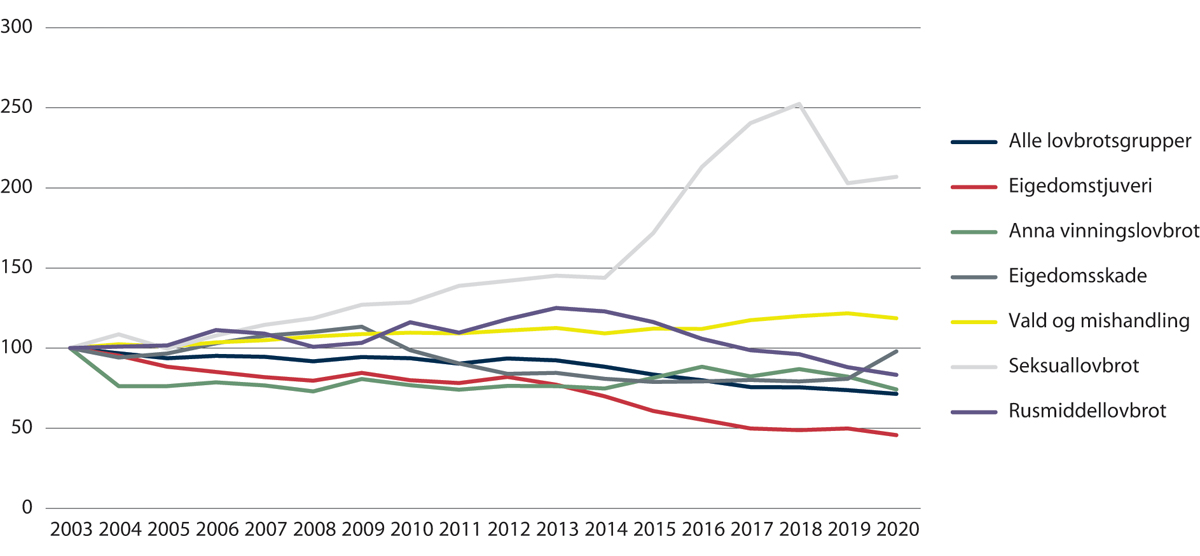 300
250
200
150
100
50
0
2003 2004 2005 2006 2007 2008 2009 2010 2011 2012 2013 2014 2015 2016 2017 2018 2019 2020
Alle lovbrotsgrupper
Eigedomstjuveri
Anna vinningslovbrot
Eigedomsskade
Vald og mishandling
Seksuallovbrot
Rusmiddellovbrot